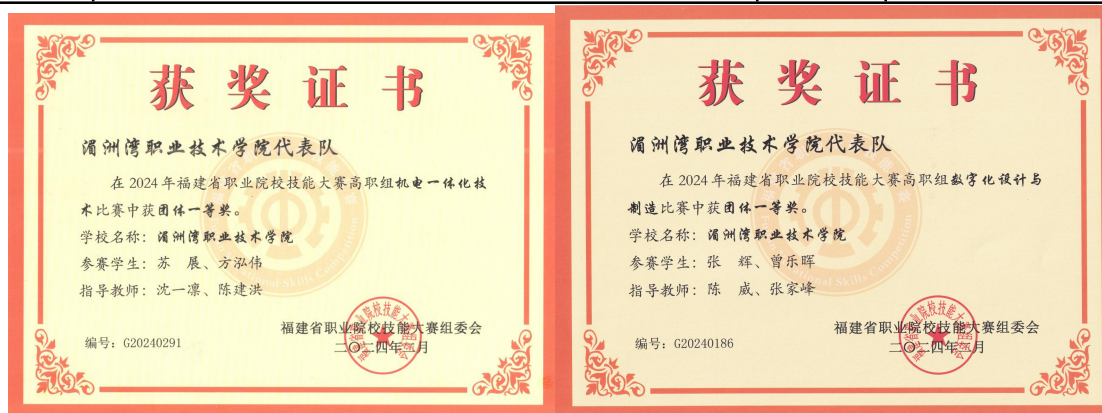 获奖证书
湄洲湾职业技术学院代表队
在2024年福建省职业院校技能大赛高职组机电一体化技
术比赛中获团体一等奖。
学校名称：湄洲湾职业技术学院
参赛学生：苏 展、方泓伟
指导教师：沈一凛、陈建洪
福建省职业院校技能大赛组委会
编号：G20240291
获奖证书
湄洲湾职业技术学院代表队
在2024年福建省职业院校技能大赛高职组数字化设计与
制造比赛中获团体一等奖。
学校名称：湄洲湾职业技术学院
参赛学生：张 辉、曾乐晖
指导教师：陈 威、张家峰
福建省职业院校技能大赛组委会
编号：G20240186